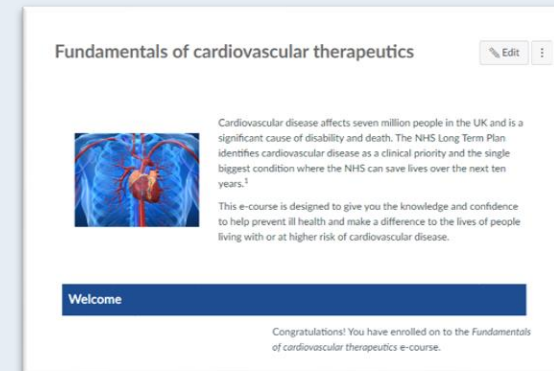 Fundamentals of cardiovascular therapeutics
Edit
Cardiovascular disease affects seven million people in the UK and is a
significant cause of disability and death. The NHS Long Term Plan
identifies cardiovascular disease as a clinical priority and the single
biggest condition where the NHS can save lives over the next ten
years.¹
This e-course is designed to give you the knowledge and confidence
to help prevent ill health and make a difference to the lives of people
living with or at higher risk of cardiovascular disease.
Welcome
Congratulations! You have enrolled on to the Fundamentals
of cardiovascular therapeutics e-course.